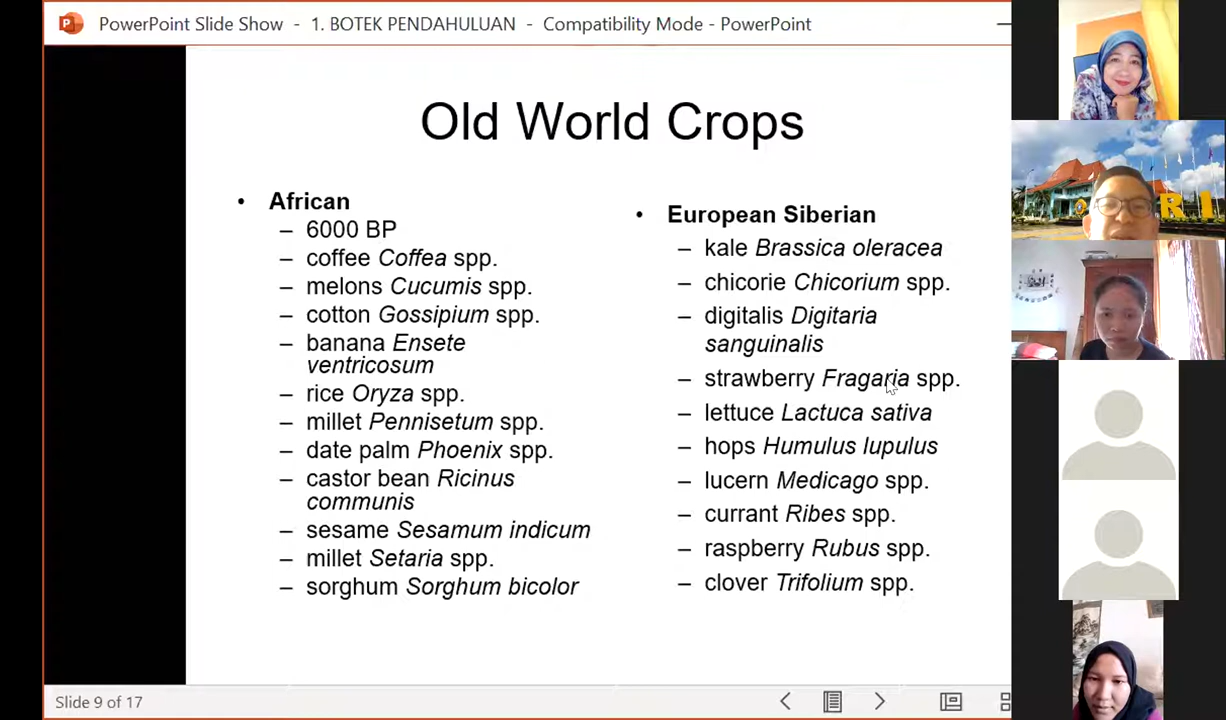 PowerPoint Slide Show - 1. BOTEK PENDAHULUAN - Compatibility Mode - PowerPoint
Old World Crops
• African
– 6000 BP
– coffee Coffea spp.
– melons Cucumis spp.
– cotton Gossipium spp.
– banana Ensete
ventricosum
– rice Oryza spp.
– millet Pennisetum spp.
– date palm Phoenix spp.
– castor bean Ricinus
communis
– sesame Sesamum indicum
– millet Setaria spp.
– sorghum Sorghum bicolor
• European Siberian
– kale Brassica oleracea
– chicorie Chicorium spp.
– digitalis Digitaria
sanguinalis
– strawberry Fragaria spp.
– lettuce Lactuca sativa
– hops Humulus lupulus
– lucern Medicago spp.
– currant Ribes spp.
– raspberry Rubus spp.
– clover Trifolium spp.
Slide 9 of 17